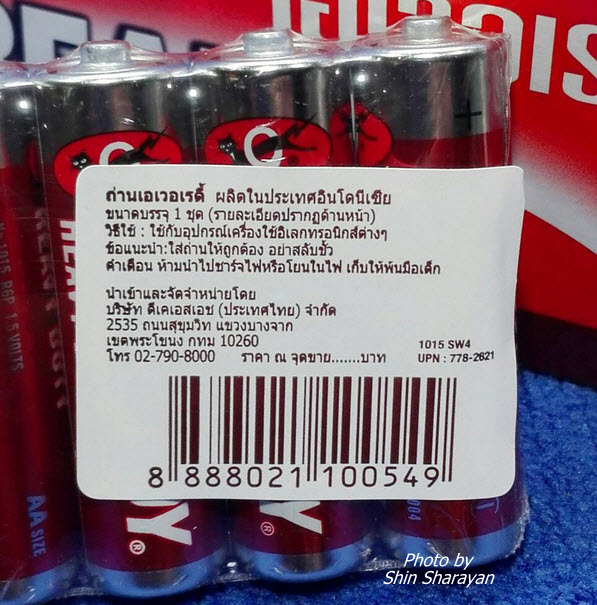 ถ่านเอเวอเรดี้ ผลิตในประเทศอินโดนีเซีย
ขนาดบรรจุ 1 ชุด (รายละเอียดปรากฏด้านหน้า)
วิธีใช้ : ใช้กับอุปกรณ์เครื่องใช้อิเลกทรอนิกส์ต่างๆ
ข้อแนะนำ:ใส่ถ่านให้ถูกต้อง อย่าสลับขั้ว
คำเตือน ห้ามนำไปชาร์จไฟหรือโยนในไฟ เก็บให้พ้นมือเด็ก
นำเข้าและจัดจำหน่ายโดย
บริษัท ดีเคเอสเอช (ประเทศไทย) จำกัด
2535 ถนนสุขุมวิท แขวงบางจาก
เขตพระโขนง กทม 10260
โทร 02-790-8000 ราคา ณ จุดขาย.......บาท
1015 SW4
UPN : 778-2621
8 888021 100549
No.1015 R6P 1.5 VOLTS
HEAVY DUTY
AA SIZE
DY®
Y®
+
Photo by
Shin Sharayan